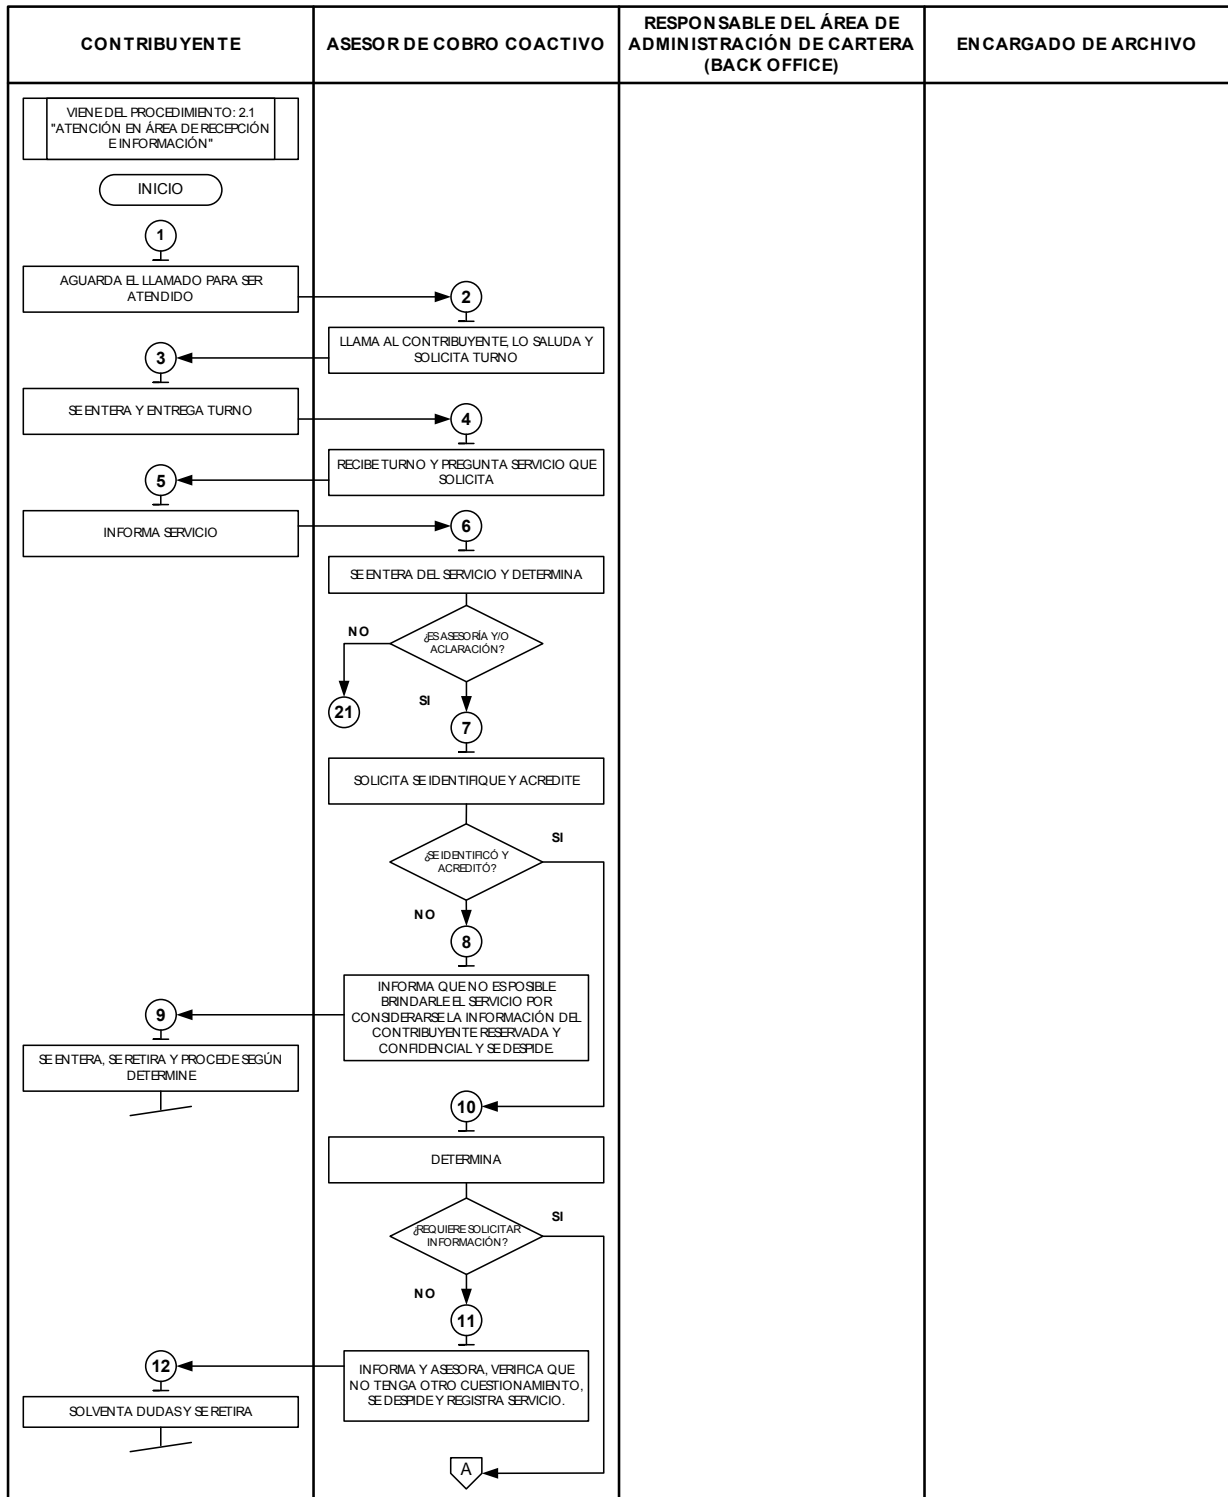 CONTRIBUYENTE
ASESOR DE COBRO COACTIVO
RESPONSABLE DEL ÁREA DE
ADMINISTRACIÓN DE CARTERA
(BACK OFFICE)
ENCARGADO DE ARCHIVO
VIENE DEL PROCEDIMIENTO: 2.1
"ATENCIÓN EN ÁREA DE RECEPCIÓN
E INFORMACIÓN"
INICIO
1
AGUARDA EL LLAMADO PARA SER
ATENDIDO
2
LLAMA AL CONTRIBUYENTE, LO SALUDA Y
SOLICITA TURNO
3
SE ENTERA Y ENTREGA TURNO
4
RECIBE TURNO Y PREGUNTA SERVICIO QUE
SOLICITA
5
INFORMA SERVICIO
6
SE ENTERA DEL SERVICIO Y DETERMINA
¿ES ASESORÍA Y/O
ACLARACIÓN?
NO
21
SI
7
SOLICITA SE IDENTIFIQUE Y ACREDITE
¿SE IDENTIFICÓ Y
ACREDITÓ?
SI
NO
8
INFORMA QUE NO ES POSIBLE
BRINDARLE EL SERVICIO POR
CONSIDERARSE LA INFORMACIÓN DEL
CONTRIBUYENTE RESERVADA Y
CONFIDENCIAL Y SE DESPIDE.
9
SE ENTERA, SE RETIRA Y PROCEDE SEGÚN
DETERMINE
10
DETERMINA
¿REQUIERE SOLICITAR
INFORMACIÓN?
SI
NO
11
INFORMA Y ASESORA, VERIFICA QUE
NO TENGA OTRO CUESTIONAMIENTO,
SE DESPIDE Y REGISTRA SERVICIO.
12
SOLVENTA DUDAS Y SE RETIRA
A